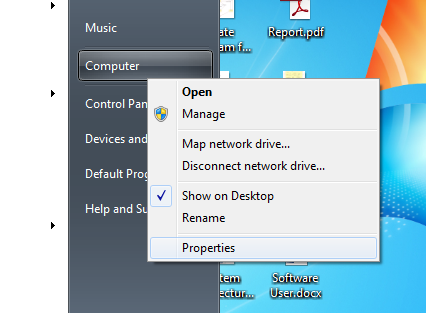 Music
Computer
Control Pan
Devices and
Default Prog
Help and Su
Open
Manage
Map network drive...
Disconnect network drive...
Show on Desktop
Rename
Properties
ate
am f...
Report.pdf
tem
ectur...
Software
User.docx